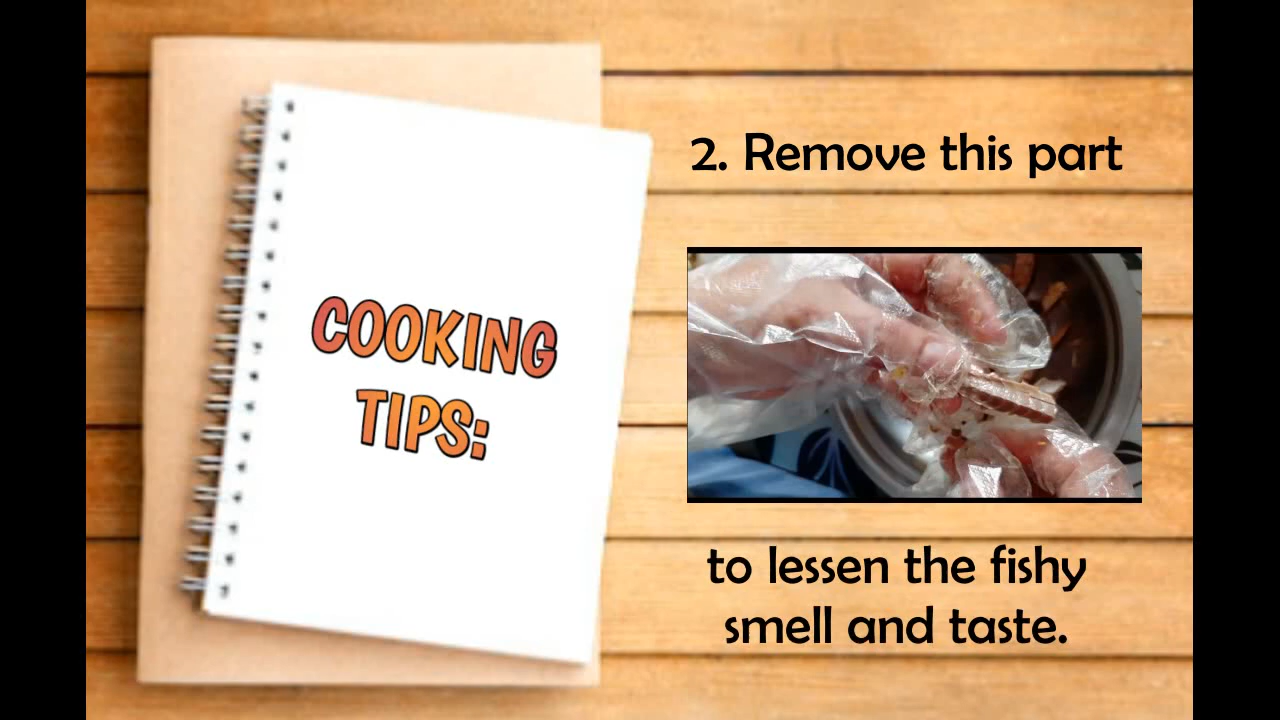 COOKING
TIPS:
2. Remove this part
to lessen the fishy
smell and taste.